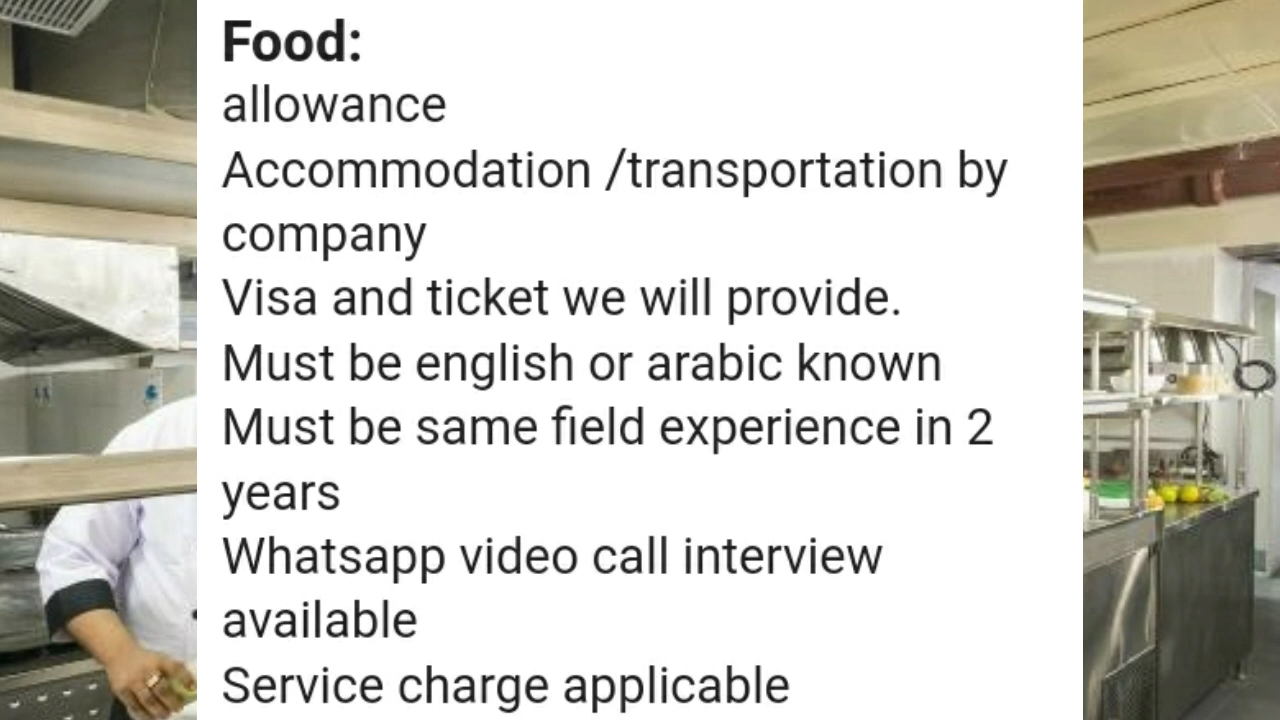 Food:
allowance
Accommodation /transportation by
company
Visa and ticket we will provide.
Must be english or arabic known
Must be same field experience in 2
years
Whatsapp video call interview
available
Service charge applicable